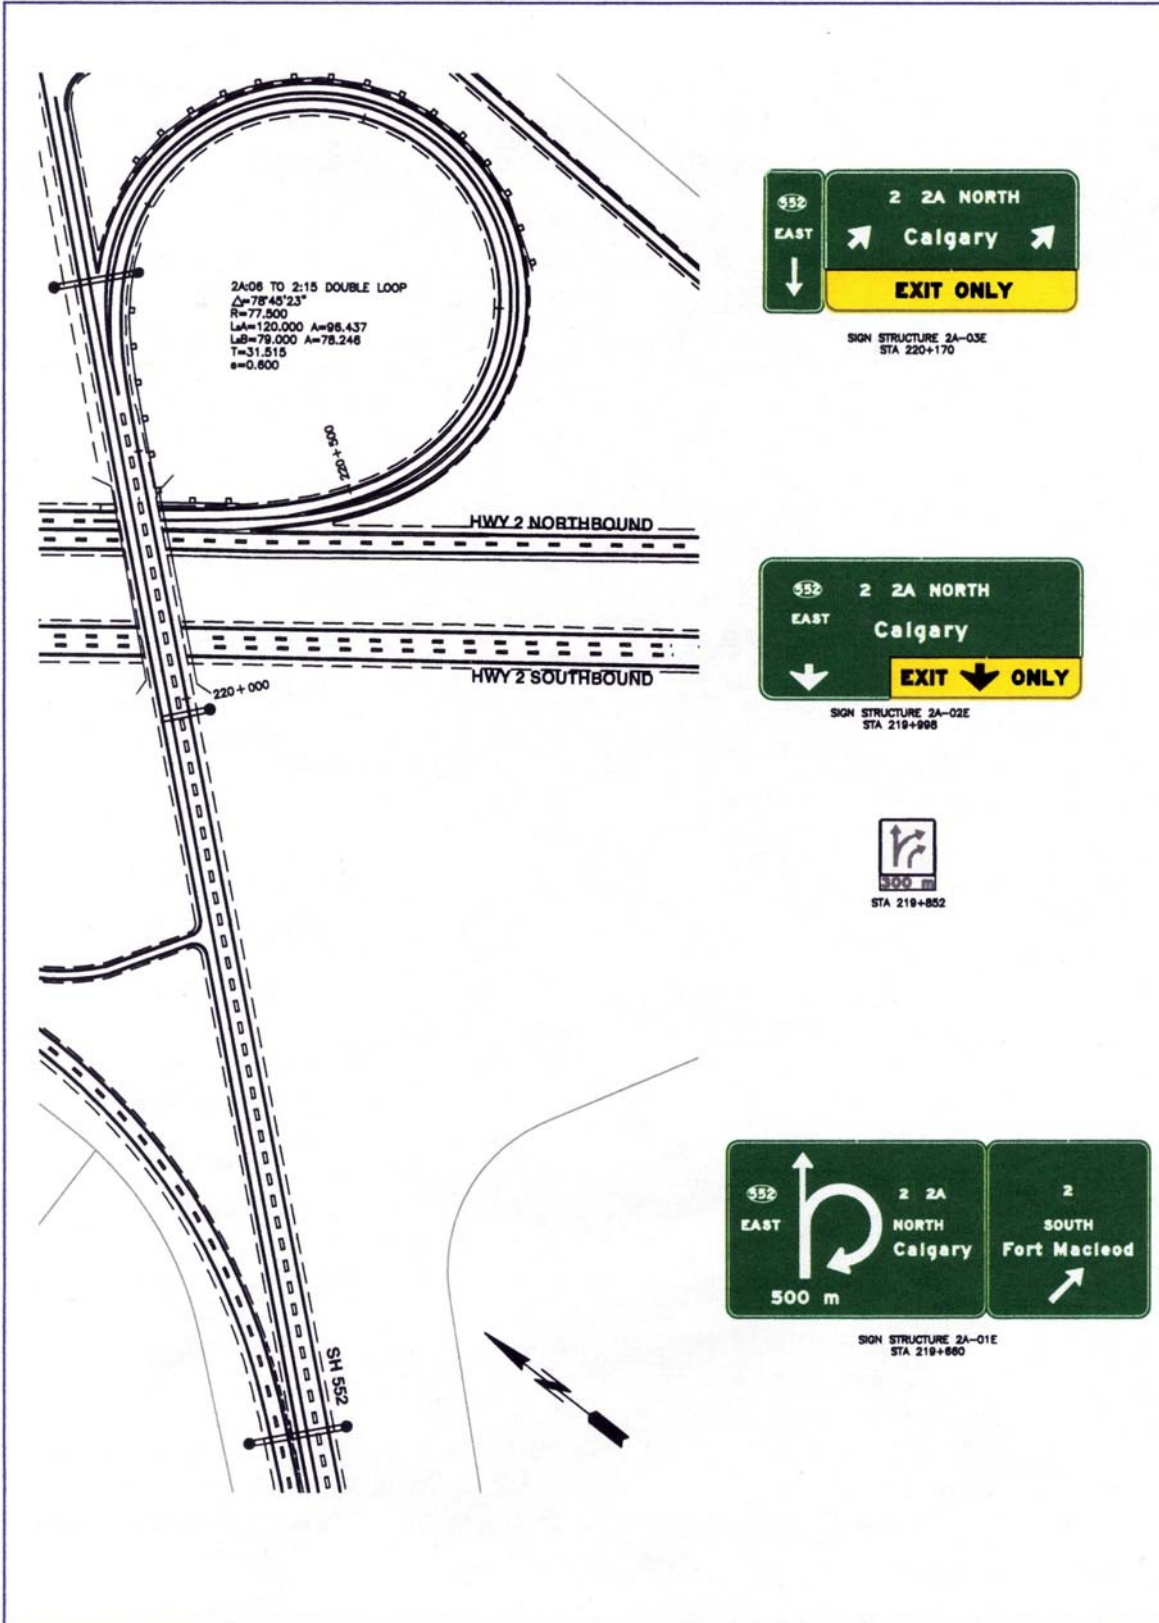 2A:06 TO 2:15 DOUBLE LOOP
△=78°45'23"
R=77.500
LsA=120.000 A=96.437
LsB=79.000 A=78.246
T=31.515
e=0.600
220+500
HWY 2 NORTHBOUND
HWY 2 SOUTHBOUND
220+000
SH 552
552
EAST
2 2A NORTH
Calgary
EXIT ONLY
SIGN STRUCTURE 2A-03E
STA 220+170
552 2 2A NORTH
EAST
Calgary
EXIT ONLY
SIGN STRUCTURE 2A-02E
STA 219+998
300 m
STA 219+852
552
EAST
2 2A
NORTH
Calgary
500 m
2
SOUTH
Fort Macleod
SIGN STRUCTURE 2A-01E
STA 219+660